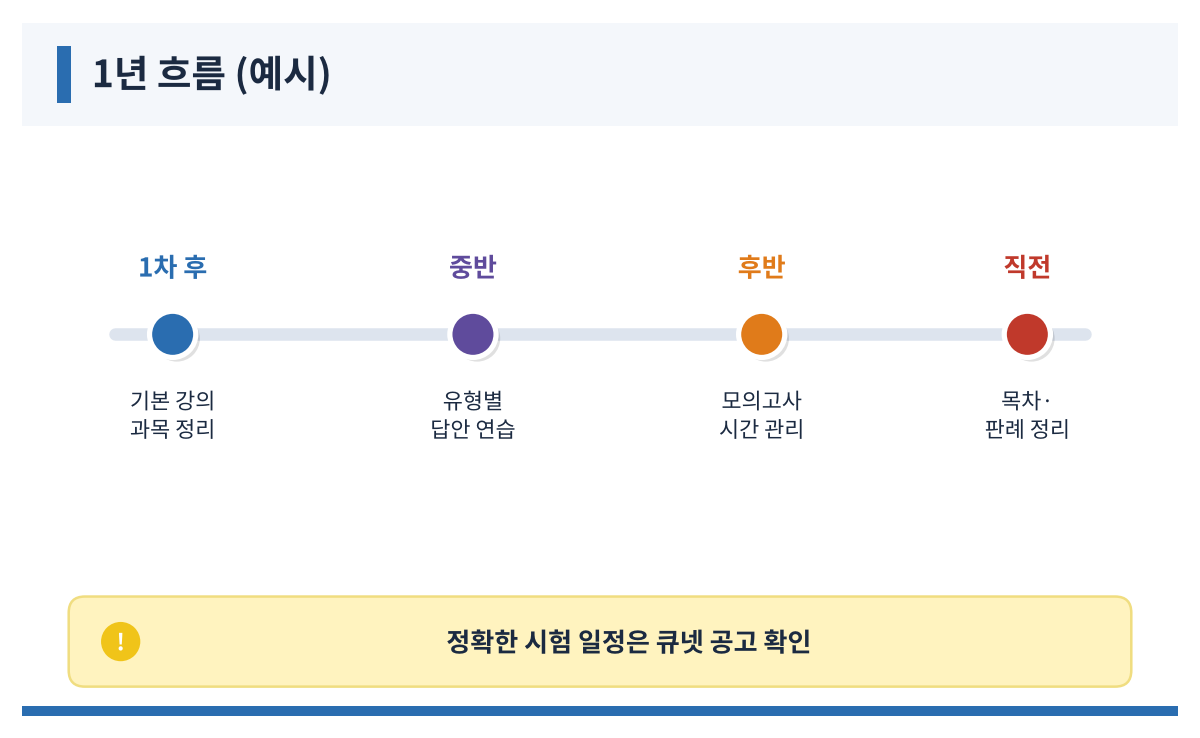 1년 흐름 (예시)
1차 후
중반
후반
직전
기본 강의
과목 정리
유형별
답안 연습
모의고사
시간 관리
목차·
판례 정리
!
정확한 시험 일정은 큐넷 공고 확인